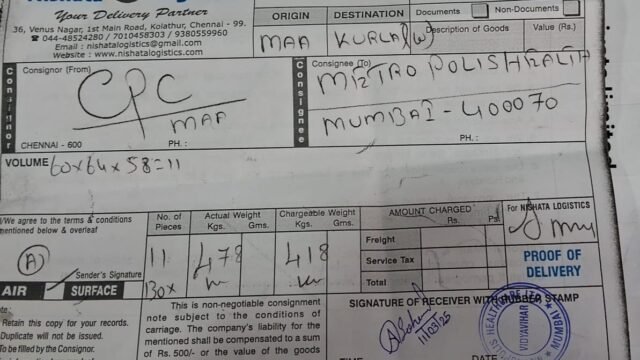 Your Delivery Partner
36, Venus Nagar, 1st Main Road, Kolathur, Chennai - 99.
044-48524280 / 7010458303 / 9380559960
Email : nishatalogistics@gmail.com
Website : www.nishatalogistics.com
ORIGIN
DESTINATION
Documents
Non-Documents
MAA
KURLA (W)
Description of Goods
Value (Rs.)
Consignor
Consignor (From)
CPC
MAA
CHENNAI - 600
PH. :
Consignee
Consignee (To)
METRO POLIS HEALTH
MUMBAI - 400070
PH. :
VOLUME
60x64x58=11
I/We agree to the terms & conditions
mentioned below & overleaf
A
Sender's Signature
AIR
SURFACE
No. of
Pieces
11
Box
Actual Weight
Kgs. Gms.
478
Chargeable Weight
Kgs. Gms.
418
AMOUNT CHARGED
Rs. Ps.
Freight
Service Tax
Total
For NISHATA LOGISTICS
PROOF OF
DELIVERY
Retain this copy for your records.
Duplicate will not be issued.
To be filled by the Consignor.
This is non-negotiable consignment
note subject to the conditions of
carriage. The company's liability for the
mentioned shall be compensated to a sum
of Rs. 500/- or the value of the goods
SIGNATURE OF RECEIVER WITH RUBBER STAMP
11/03/25
VIDYAVIHAR
MUMBAI
TIME
DATE